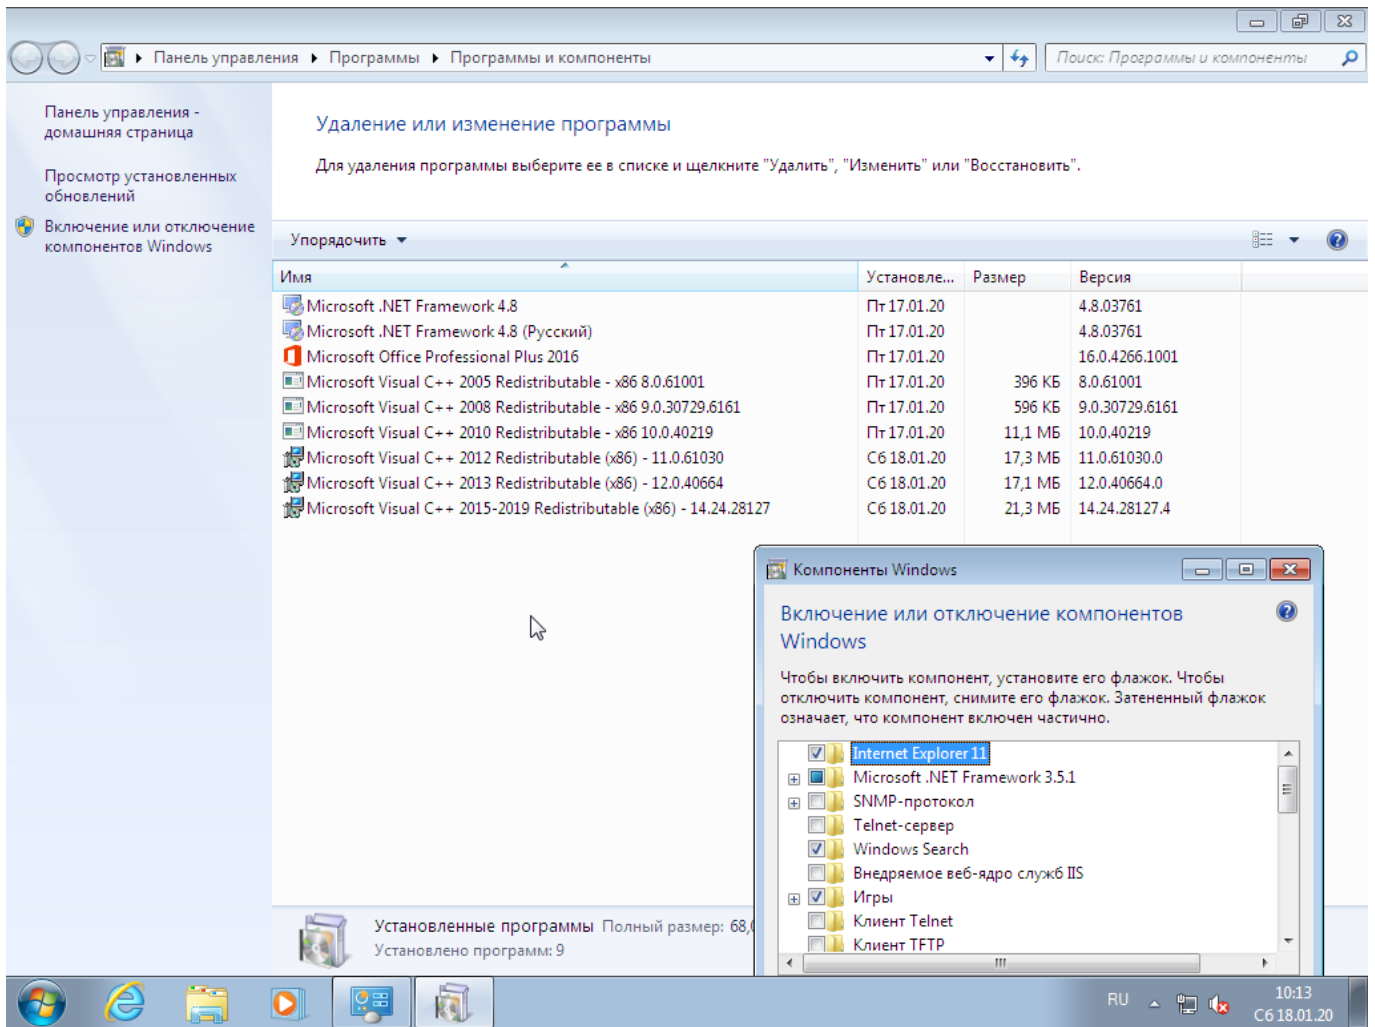 Панель управления Программы Программы и компоненты
Поиск: Программы и компоненты
Панель управления -
домашняя страница
Просмотр установленных
обновлений
Включение или отключение
компонентов Windows
Удаление или изменение программы
Для удаления программы выберите ее в списке и щелкните "Удалить", "Изменить" или "Восстановить".
Упорядочить
Имя Установле... Размер Версия
Microsoft .NET Framework 4.8 Пт 17.01.20 4.8.03761
Microsoft .NET Framework 4.8 (Русский) Пт 17.01.20 4.8.03761
Microsoft Office Professional Plus 2016 Пт 17.01.20 16.0.4266.1001
Microsoft Visual C++ 2005 Redistributable - x86 8.0.61001 Пт 17.01.20 396 КБ 8.0.61001
Microsoft Visual C++ 2008 Redistributable - x86 9.0.30729.6161 Пт 17.01.20 596 КБ 9.0.30729.6161
Microsoft Visual C++ 2010 Redistributable - x86 10.0.40219 Пт 17.01.20 11,1 МБ 10.0.40219
Microsoft Visual C++ 2012 Redistributable (x86) - 11.0.61030 Сб 18.01.20 17,3 МБ 11.0.61030.0
Microsoft Visual C++ 2013 Redistributable (x86) - 12.0.40664 Сб 18.01.20 17,1 МБ 12.0.40664.0
Microsoft Visual C++ 2015-2019 Redistributable (x86) - 14.24.28127 Сб 18.01.20 21,3 МБ 14.24.28127.4
Компоненты Windows
Включение или отключение компонентов
Windows
Чтобы включить компонент, установите его флажок. Чтобы
отключить компонент, снимите его флажок. Затененный флажок
означает, что компонент включен частично.
Internet Explorer 11
Microsoft .NET Framework 3.5.1
SNMP-протокол
Telnet-сервер
Windows Search
Внедряемое веб-ядро служб IIS
Игры
Клиент Telnet
Клиент TFTP
Установленные программы Полный размер: 68,
Установлено программ: 9
RU
10:13
Сб 18.01.20